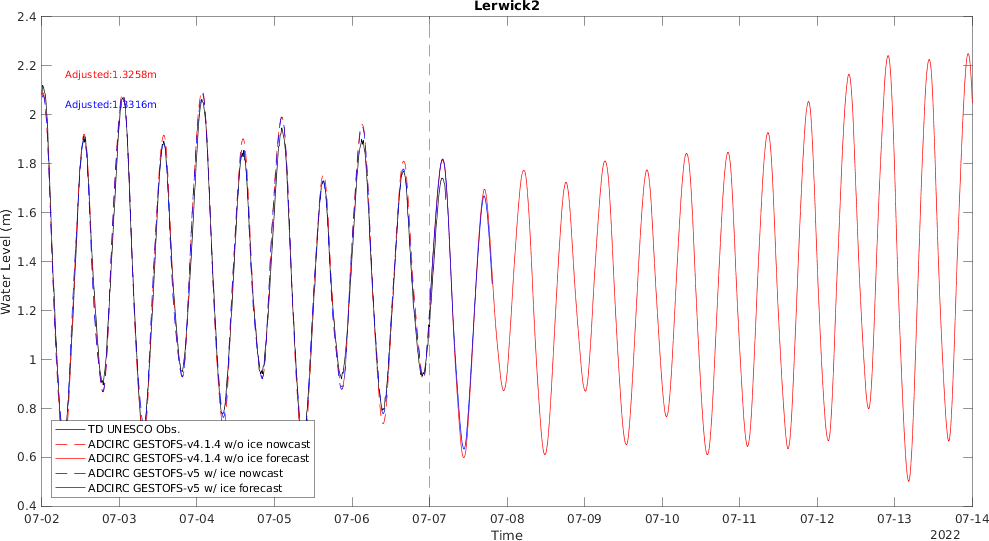 Lerwick2
2.4
2.2
2
1.8
1.6
1.4
1.2
1
0.8
0.6
0.4
Water Level (m)
Adjusted:1.3258m
Adjusted:1.3316m
TD UNESCO Obs.
ADCIRC GESTOFS-v4.1.4 w/o ice nowcast
ADCIRC GESTOFS-v4.1.4 w/o ice forecast
ADCIRC GESTOFS-v5 w/ ice nowcast
ADCIRC GESTOFS-v5 w/ ice forecast
07-02 07-03 07-04 07-05 07-06 07-07 07-08 07-09 07-10 07-11 07-12 07-13 07-14
Time
2022